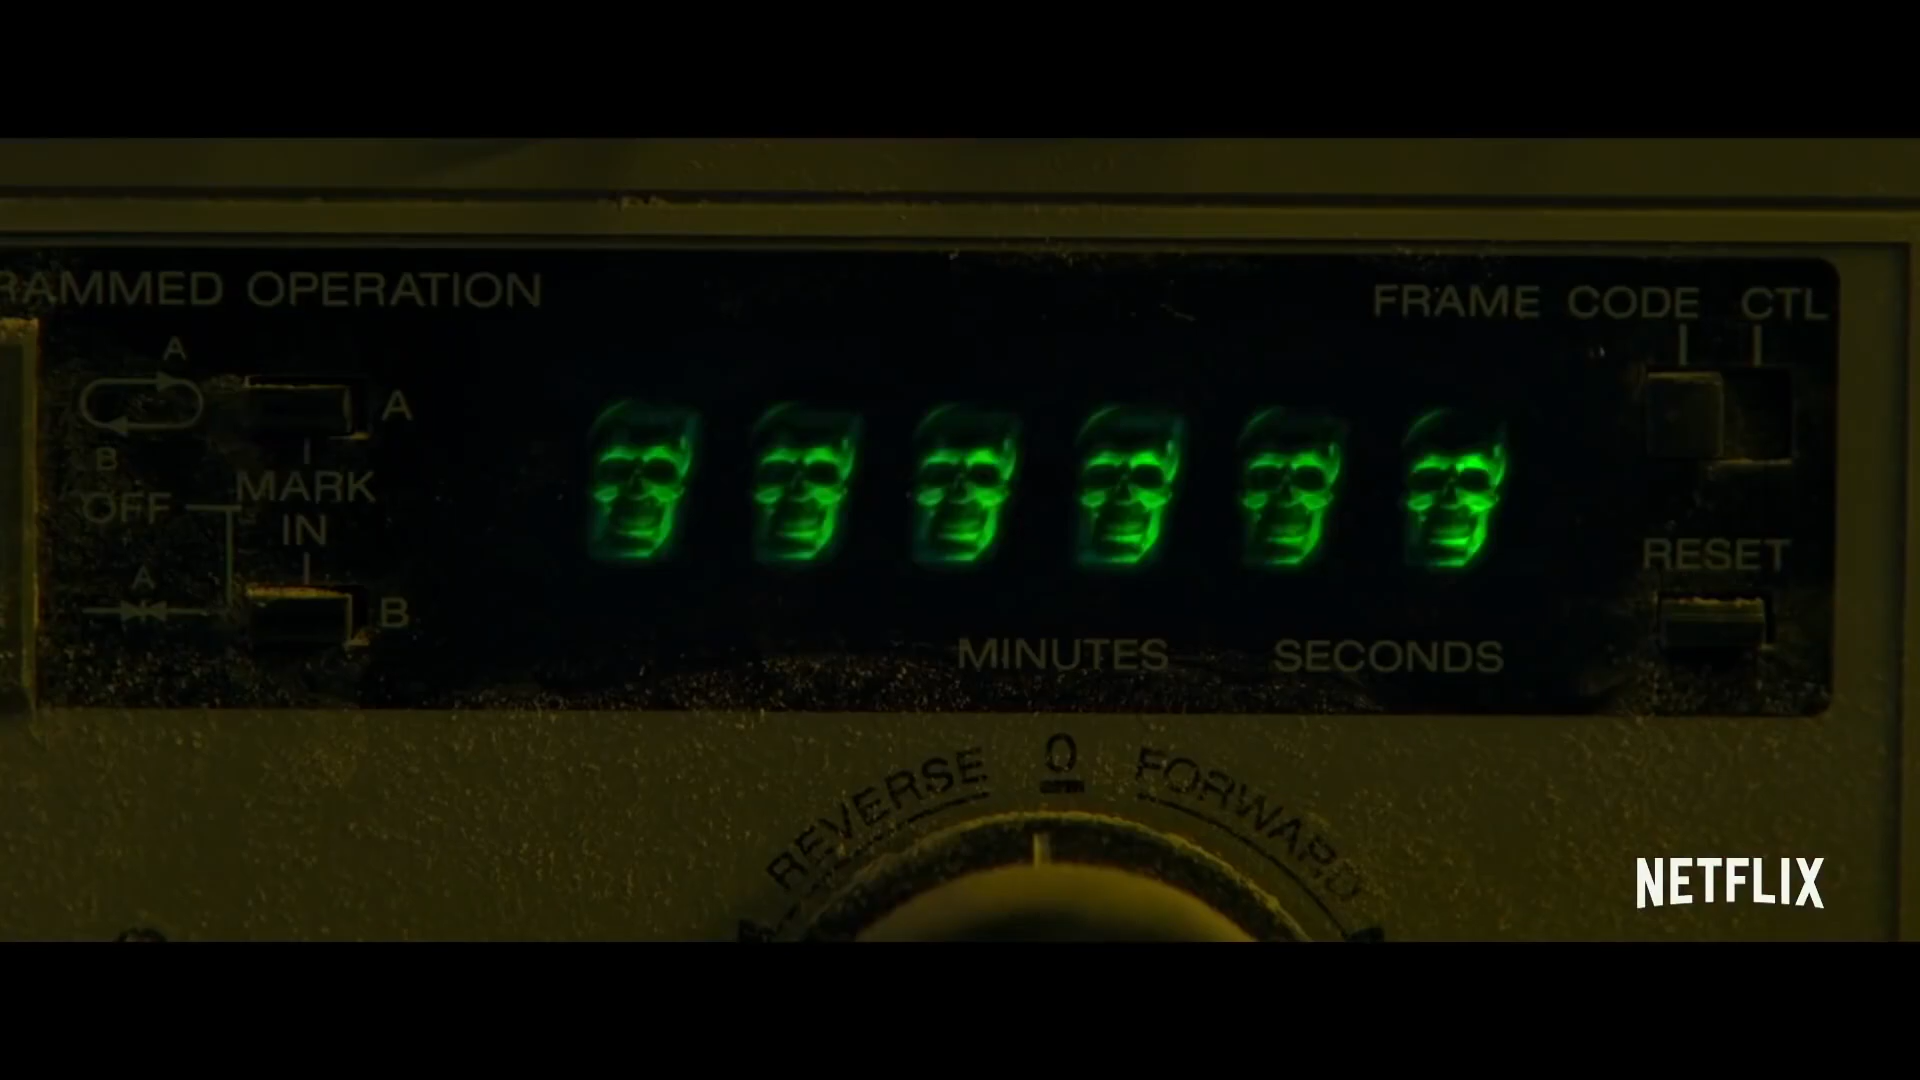 RAMMED OPERATION
FRAME CODE CTL
A
A
B
MARK
OFF
IN
A
B
RESET
MINUTES SECONDS
REVERSE 0 FORWARD
NETFLIX